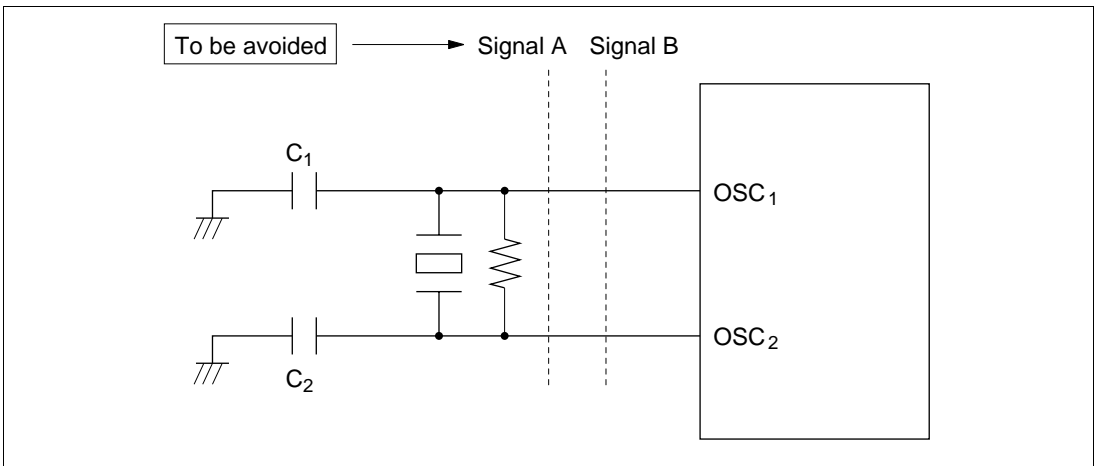 To be avoided
Signal A
Signal B
C1
OSC1
OSC2
C2